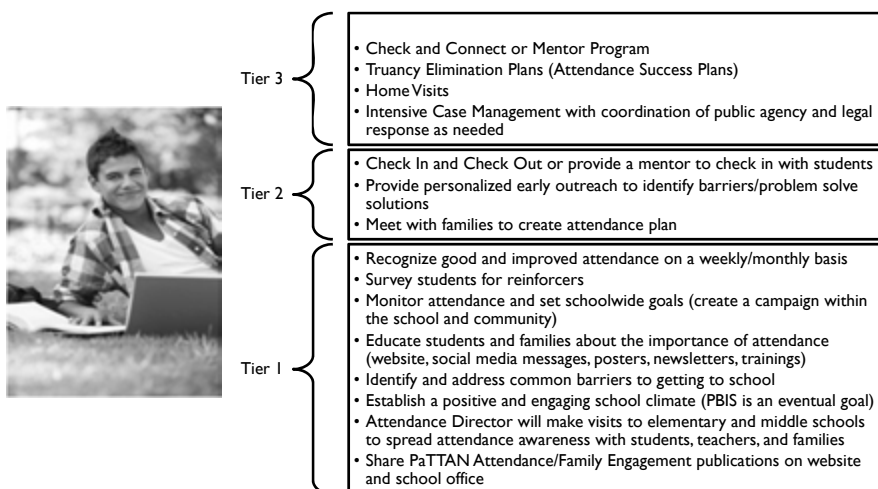 Tier 3
• Check and Connect or Mentor Program
• Truancy Elimination Plans (Attendance Success Plans)
• Home Visits
• Intensive Case Management with coordination of public agency and legal
response as needed
Tier 2
• Check In and Check Out or provide a mentor to check in with students
• Provide personalized early outreach to identify barriers/problem solve
solutions
• Meet with families to create attendance plan
Tier 1
• Recognize good and improved attendance on a weekly/monthly basis
• Survey students for reinforcers
• Monitor attendance and set schoolwide goals (create a campaign within
the school and community)
• Educate students and families about the importance of attendance
(website, social media messages, posters, newsletters, trainings)
• Identify and address common barriers to getting to school
• Establish a positive and engaging school climate (PBIS is an eventual goal)
• Attendance Director will make visits to elementary and middle schools
to spread attendance awareness with students, teachers, and families
• Share PaTTAN Attendance/Family Engagement publications on website
and school office